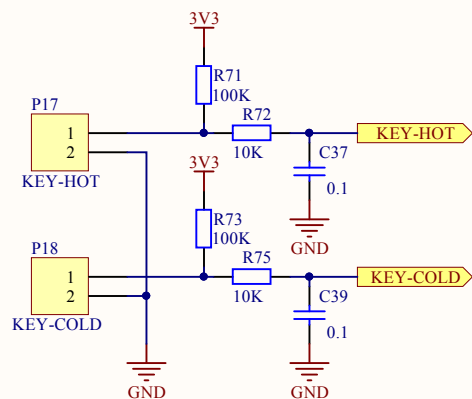 3V3
R71
100K
P17
R72
1
KEY-HOT
2
10K
C37
KEY-HOT
3V3
0.1
R73
100K
GND
P18
R75
1
KEY-COLD
2
10K
C39
KEY-COLD
0.1
GND
GND